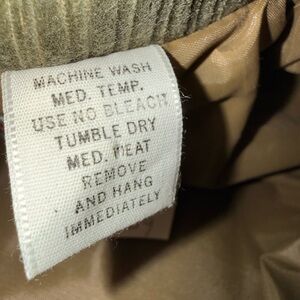 MACHINE WASH
MED. TEMP.
USE NO BLEACH
TUMBLE DRY
MED. HEAT
REMOVE
AND HANG
IMMEDIATELY